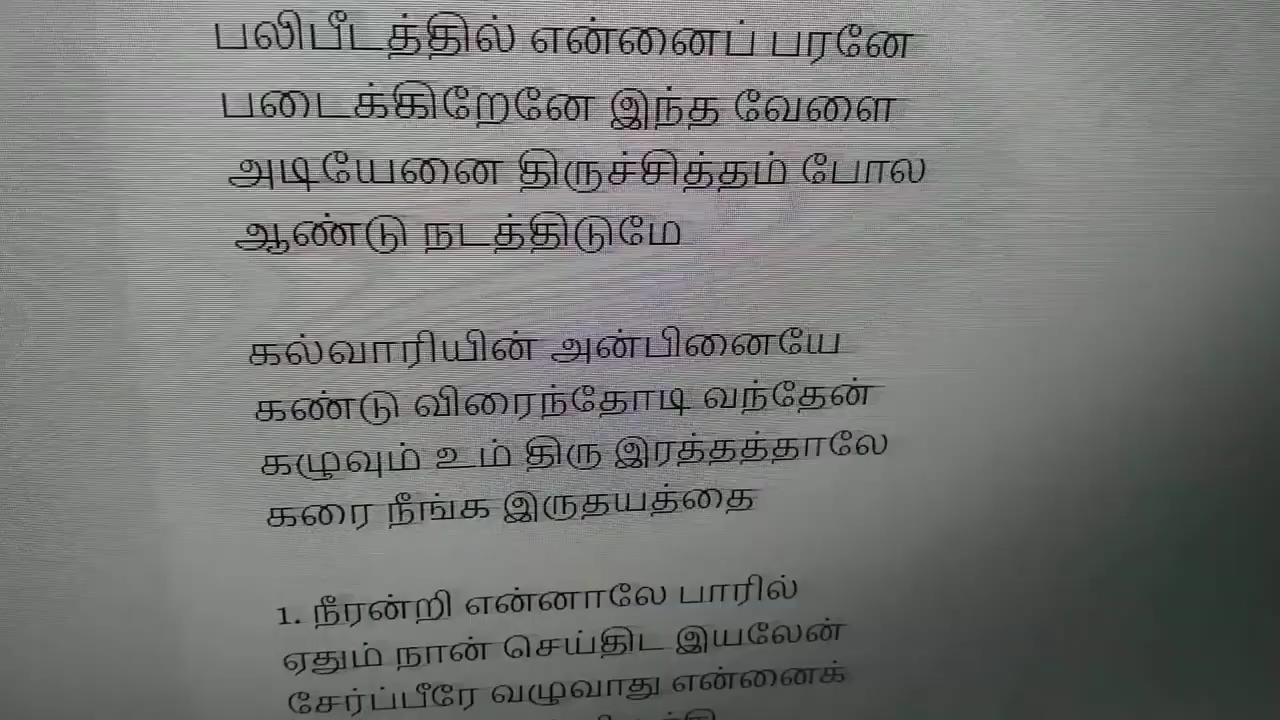 பலிபீடத்தில் என்னைப் பரனே
படைக்கிறேனே இந்த வேளை
அடியேனை திருச்சித்தம் போல
ஆண்டு நடத்திடுமே
கல்வாரியின் அன்பினையே
கண்டு விரைந்தோடி வந்தேன்
கழுவும் உம் திரு இரத்தத்தாலே
கரை நீங்க இருதயத்தை
1. நீரன்றி என்னாலே பாரில்
ஏதும் நான் செய்திட இயலேன்
சேர்ப்பீரே வழுவாது என்னைக்